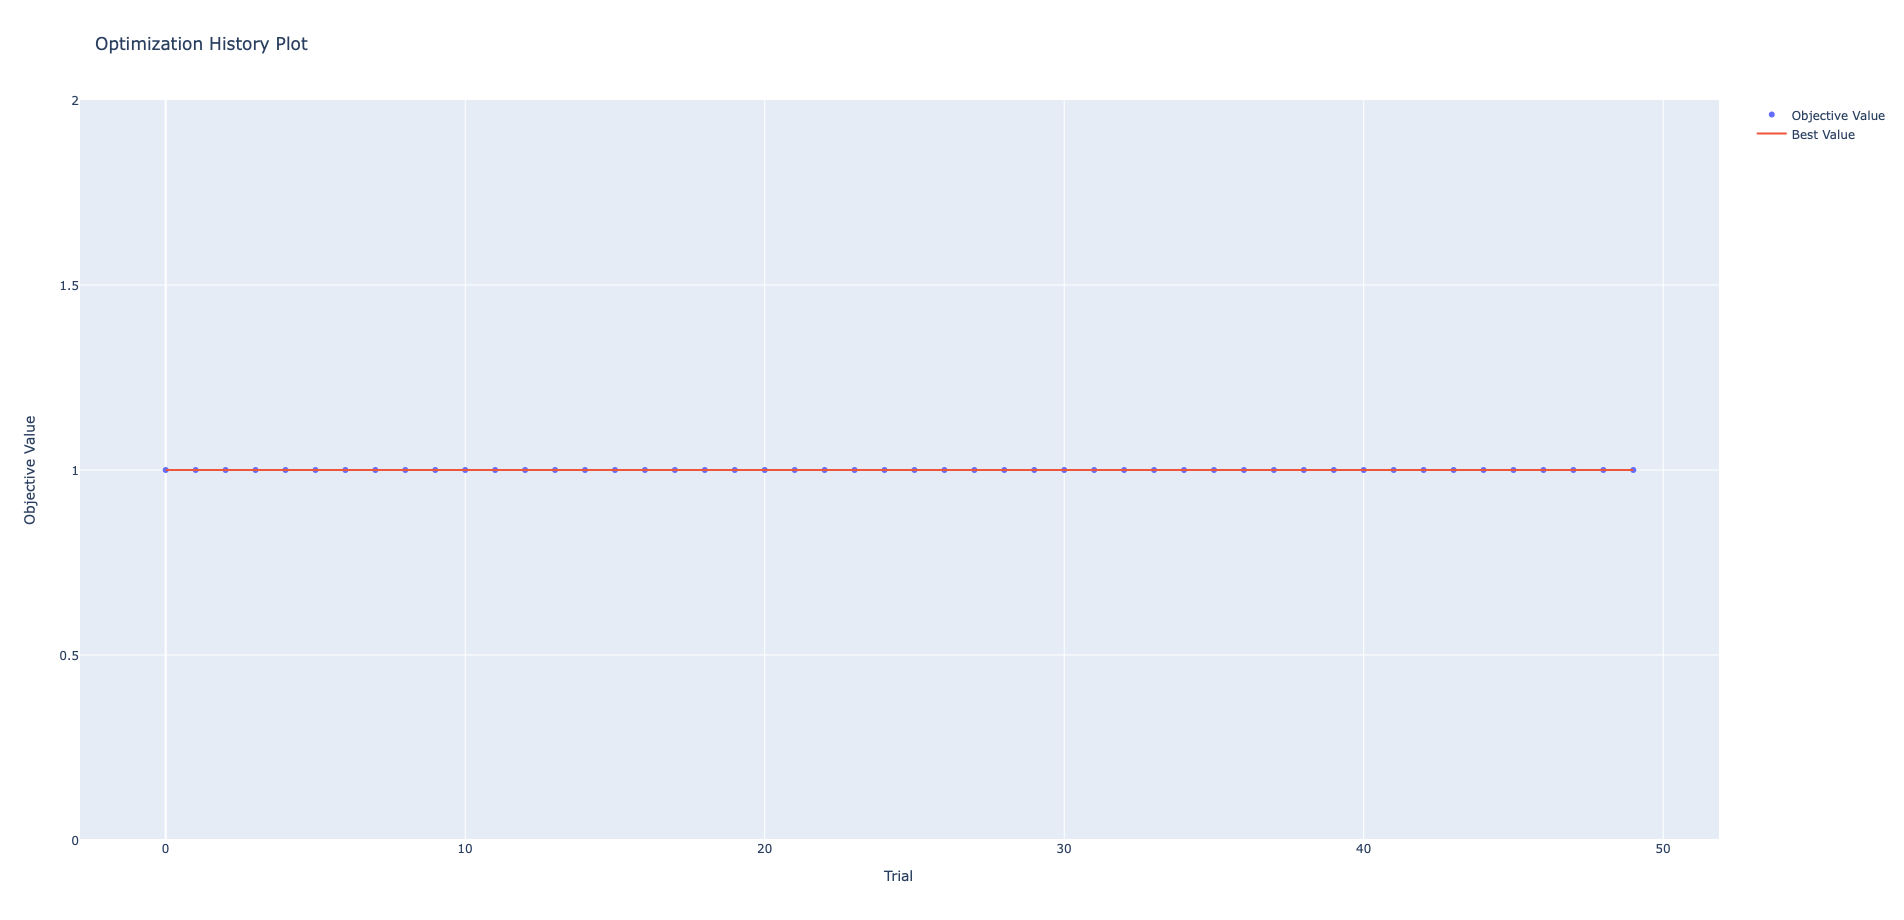 Optimization History Plot
2
1.5
1
0.5
0
Objective Value
0 10 20 30 40 50
Trial
Objective Value
Best Value